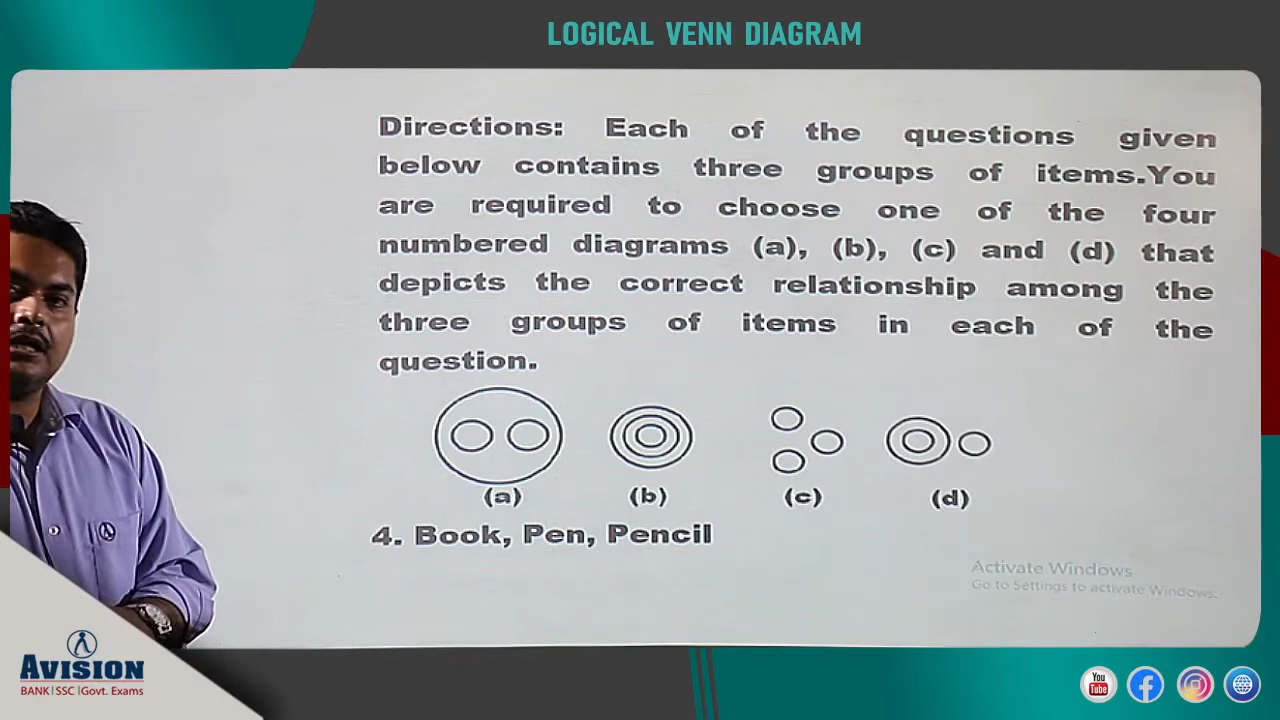 LOGICAL VENN DIAGRAM
Directions: Each of the questions given
below contains three groups of items.You
are required to choose one of the four
numbered diagrams (a), (b), (c) and (d) that
depicts the correct relationship among the
three groups of items in each of the
question.
(a) (b) (c) (d)
4. Book, Pen, Pencil
Activate Windows
Go to Settings to activate Windows.
AVISION
BANK|SSC|Govt. Exams
You
Tube